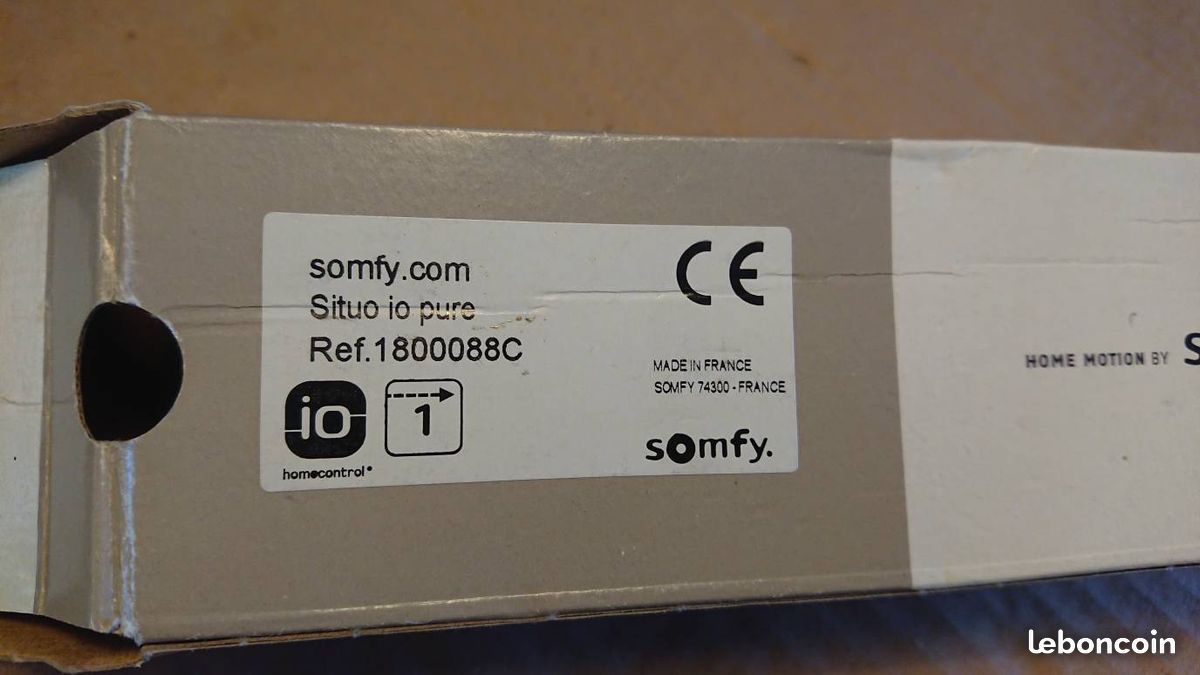 somfy.com
Situo io pure
Ref.1800088C
CE
MADE IN FRANCE
SOMFY 74300 - FRANCE
io
homecontrol®
1
somfy.
HOME MOTION BY S
leboncoin